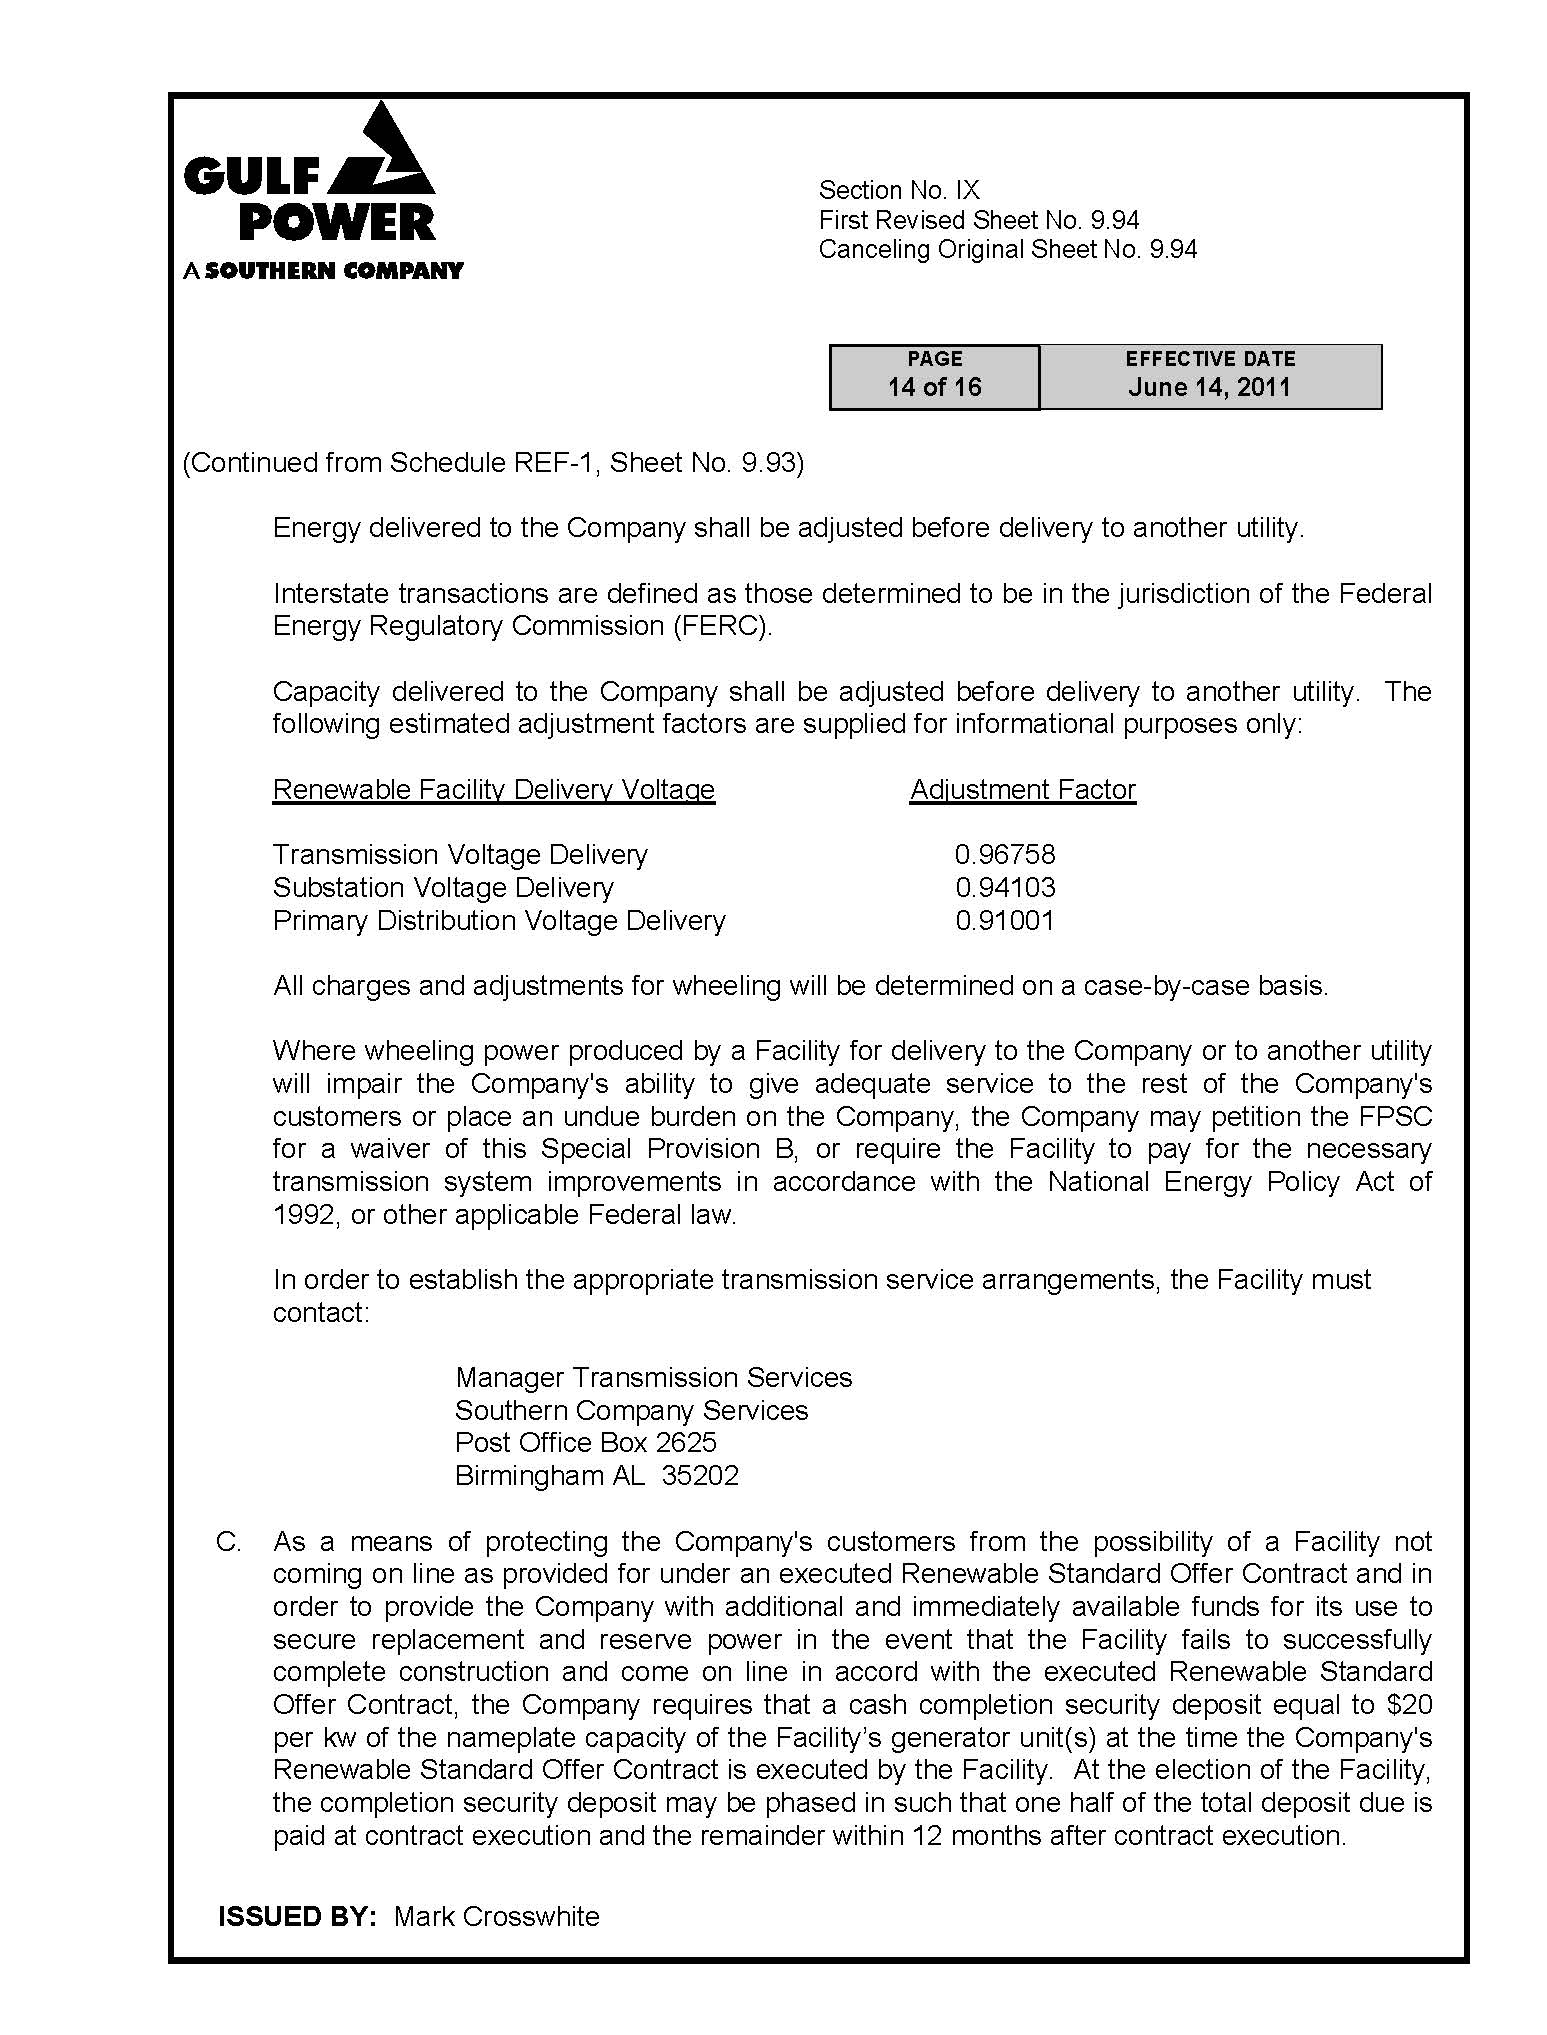 GULF
POWER
A SOUTHERN COMPANY
Section No. IX
First Revised Sheet No. 9.94
Canceling Original Sheet No. 9.94
PAGE
14 of 16
EFFECTIVE DATE
June 14, 2011
(Continued from Schedule REF-1, Sheet No. 9.93)
Energy delivered to the Company shall be adjusted before delivery to another utility.
Interstate transactions are defined as those determined to be in the jurisdiction of the Federal
Energy Regulatory Commission (FERC).
Capacity delivered to the Company shall be adjusted before delivery to another utility. The
following estimated adjustment factors are supplied for informational purposes only:
Renewable Facility Delivery Voltage Adjustment Factor
Transmission Voltage Delivery 0.96758
Substation Voltage Delivery 0.94103
Primary Distribution Voltage Delivery 0.91001
All charges and adjustments for wheeling will be determined on a case-by-case basis.
Where wheeling power produced by a Facility for delivery to the Company or to another utility
will impair the Company's ability to give adequate service to the rest of the Company's
customers or place an undue burden on the Company, the Company may petition the FPSC
for a waiver of this Special Provision B, or require the Facility to pay for the necessary
transmission system improvements in accordance with the National Energy Policy Act of
1992, or other applicable Federal law.
In order to establish the appropriate transmission service arrangements, the Facility must
contact:
Manager Transmission Services
Southern Company Services
Post Office Box 2625
Birmingham AL 35202
C. As a means of protecting the Company's customers from the possibility of a Facility not
coming on line as provided for under an executed Renewable Standard Offer Contract and in
order to provide the Company with additional and immediately available funds for its use to
secure replacement and reserve power in the event that the Facility fails to successfully
complete construction and come on line in accord with the executed Renewable Standard
Offer Contract, the Company requires that a cash completion security deposit equal to $20
per kw of the nameplate capacity of the Facility’s generator unit(s) at the time the Company's
Renewable Standard Offer Contract is executed by the Facility. At the election of the Facility,
the completion security deposit may be phased in such that one half of the total deposit due is
paid at contract execution and the remainder within 12 months after contract execution.
ISSUED BY: Mark Crosswhite